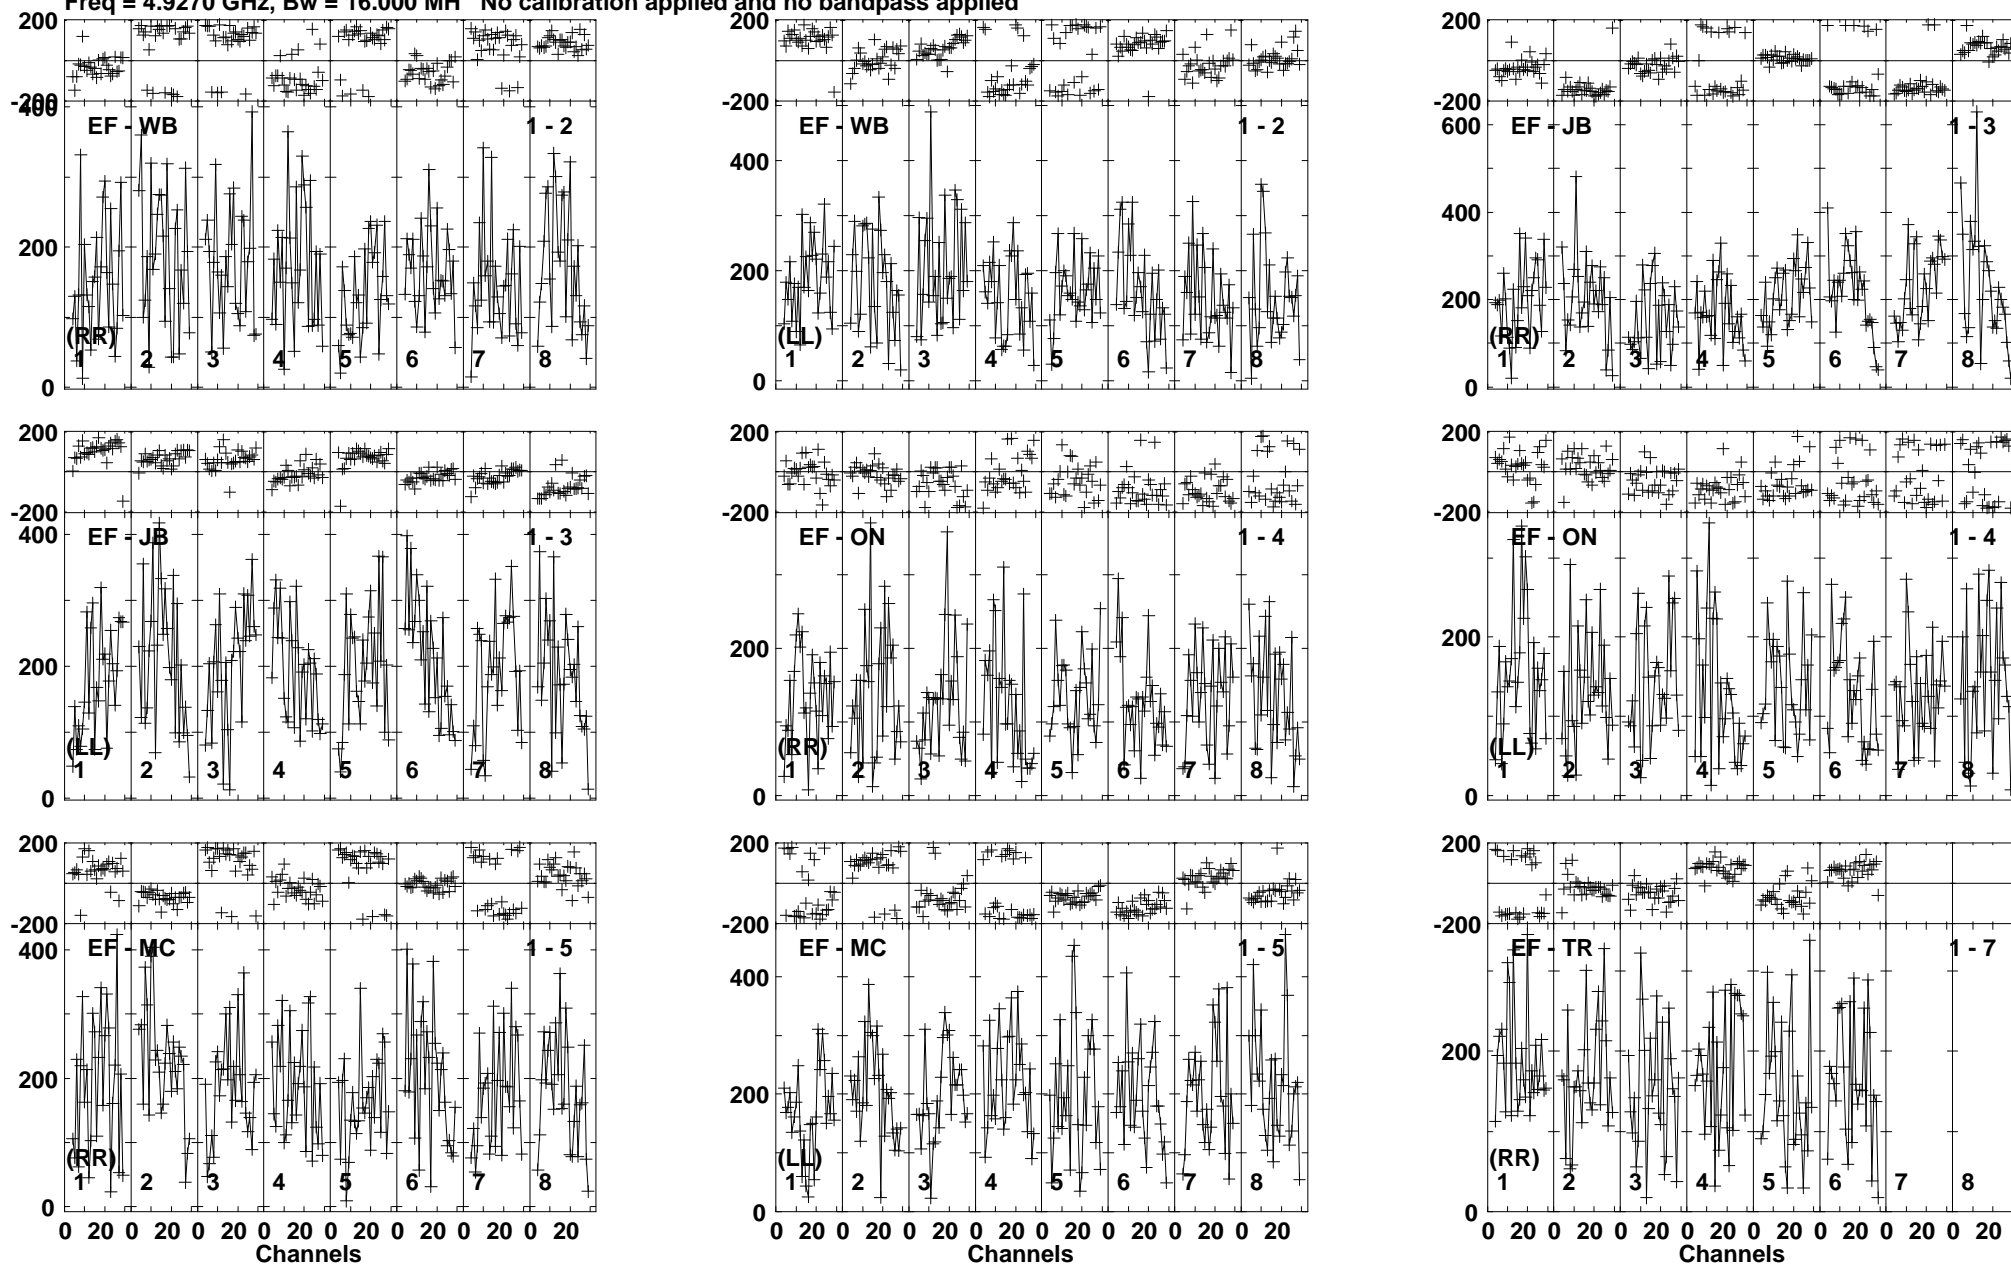 Freq = 4.9270 GHz, Bw = 16.000 MH No calibration applied and no bandpass applied
200 200 200
-200 -200 -200
400
EF - WB 1 - 2 EF - WB 1 - 2 EF - JB 1 - 3
600
400 400
200 200 200
(RR) (LL) (RR)
1 2 3 4 5 6 7 8 1 2 3 4 5 6 7 8 1 2 3 4 5 6 7 8
0 0 0
200 200 200
-200 -200 -200
EF - JB 1 - 3 EF - ON 1 - 4 EF - ON 1 - 4
400
200 200 200
(LL) (RR) (LL)
1 2 3 4 5 6 7 8 1 2 3 4 5 6 7 8 1 2 3 4 5 6 7 8
0 0 0
200 200 200
-200 -200 -200
EF - MC 1 - 5 EF - MC 1 - 5 EF - TR 1 - 7
400 400
200 200 200
(RR) (LL) (RR)
1 2 3 4 5 6 7 8 1 2 3 4 5 6 7 8 1 2 3 4 5 6 7 8
0 0 0
0 20 0 20 0 20 0 20 0 20 0 20 0 20 0 20 0 20 0 20 0 20 0 20 0 20 0 20 0 20 0 20 0 20 0 20 0 20 0 20 0 20 0 20 0 20 0 20
Channels Channels Channels